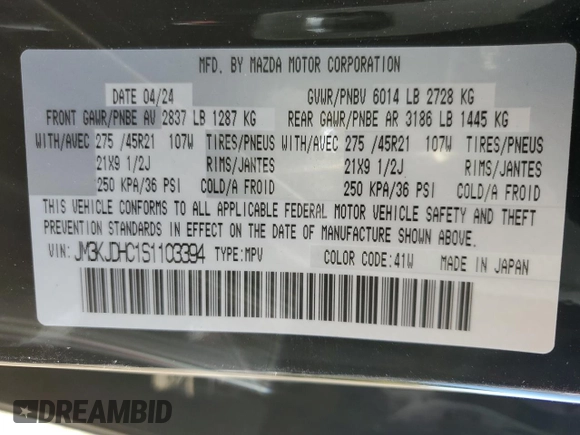 MFD. BY MAZDA MOTOR CORPORATION
DATE 04/24 GVWR/PNBV 6014 LB 2728 KG
FRONT GAWR/PNBE AV 2837 LB 1287 KG REAR GAWR/PNBE AR 3186 LB 1445 KG
WITH/AVEC 275 /45R21 107W TIRES/PNEUS WITH/AVEC 275 /45R21 107W TIRES/PNEUS
21X9 1/2J RIMS/JANTES 21X9 1/2J RIMS/JANTES
250 KPA/36 PSI COLD/A FROID 250 KPA/36 PSI COLD/A FROID
THIS VEHICLE CONFORMS TO ALL APPLICABLE FEDERAL MOTOR VEHICLE SAFETY AND THEFT
PREVENTION STANDARDS IN EFFECT ON THE DATE OF MANUFACTURE SHOWN ABOVE.
VIN: JM3KJDHC1S1103394 TYPE: MPV COLOR CODE: 41W MADE IN JAPAN
DREAMBID